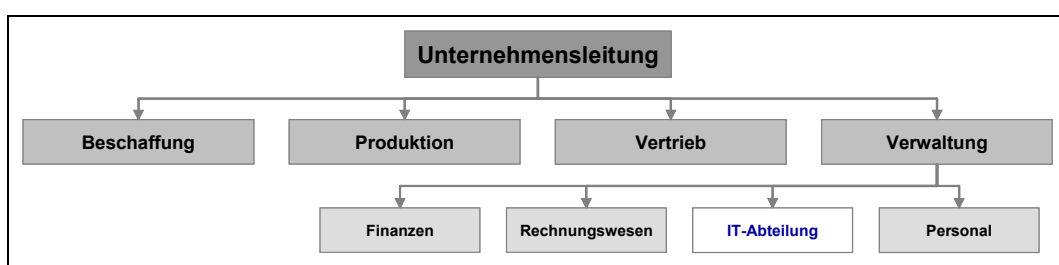 Unternehmensleitung
Beschaffung Produktion Vertrieb Verwaltung
Finanzen Rechnungswesen IT-Abteilung Personal